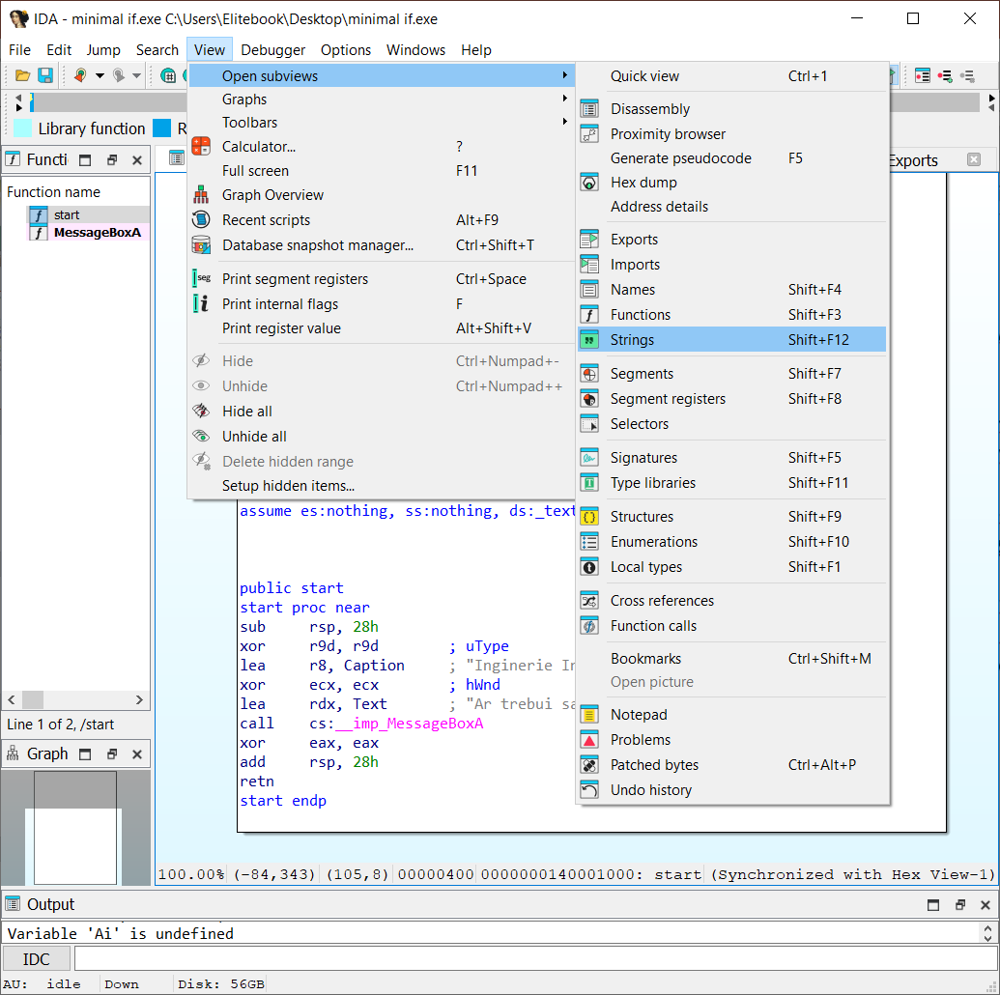 IDA - minimal if.exe C:\Users\Elitebook\Desktop\minimal if.exe
File Edit Jump Search View Debugger Options Windows Help
Library function
Functi
Exports
Function name
start
MessageBoxA
Line 1 of 2, /start
Graph
Open subviews
Graphs
Toolbars
Calculator... ?
Full screen F11
Graph Overview
Recent scripts Alt+F9
Database snapshot manager... Ctrl+Shift+T
Print segment registers Ctrl+Space
Print internal flags F
Print register value Alt+Shift+V
Hide Ctrl+Numpad+-
Unhide Ctrl+Numpad++
Hide all
Unhide all
Delete hidden range
Setup hidden items...
Quick view Ctrl+1
Disassembly
Proximity browser
Generate pseudocode F5
Hex dump
Address details
Exports
Imports
Names Shift+F4
Functions Shift+F3
Strings Shift+F12
Segments Shift+F7
Segment registers Shift+F8
Selectors
Signatures Shift+F5
Type libraries Shift+F11
Structures Shift+F9
Enumerations Shift+F10
Local types Shift+F1
Cross references
Function calls
Bookmarks Ctrl+Shift+M
Open picture
Notepad
Problems
Patched bytes Ctrl+Alt+P
Undo history
assume es:nothing, ss:nothing, ds:_text
public start
start proc near
sub rsp, 28h
xor r9d, r9d ; uType
lea r8, Caption ; "Inginerie In
xor ecx, ecx ; hWnd
lea rdx, Text ; "Ar trebui sa
call cs:__imp_MessageBoxA
xor eax, eax
add rsp, 28h
retn
start endp
100.00% (-84,343) (105,8) 00000400 0000000140001000: start (Synchronized with Hex View-1)
Output
Variable 'Ai' is undefined
IDC
AU: idle Down Disk: 56GB